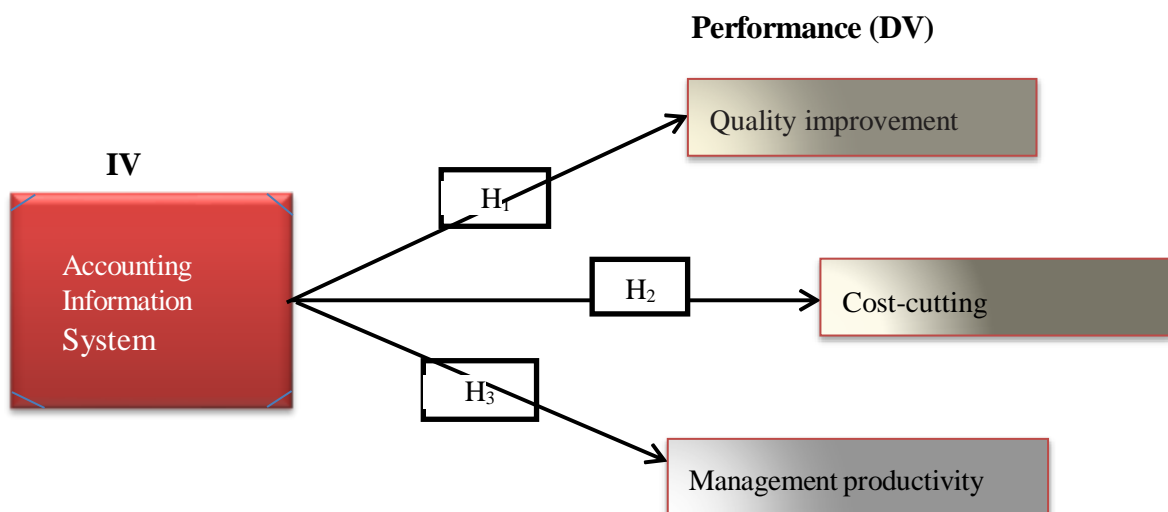 Performance (DV)
Quality improvement
IV
H₁
Accounting
Information
System
H₂
Cost-cutting
H₃
Management productivity